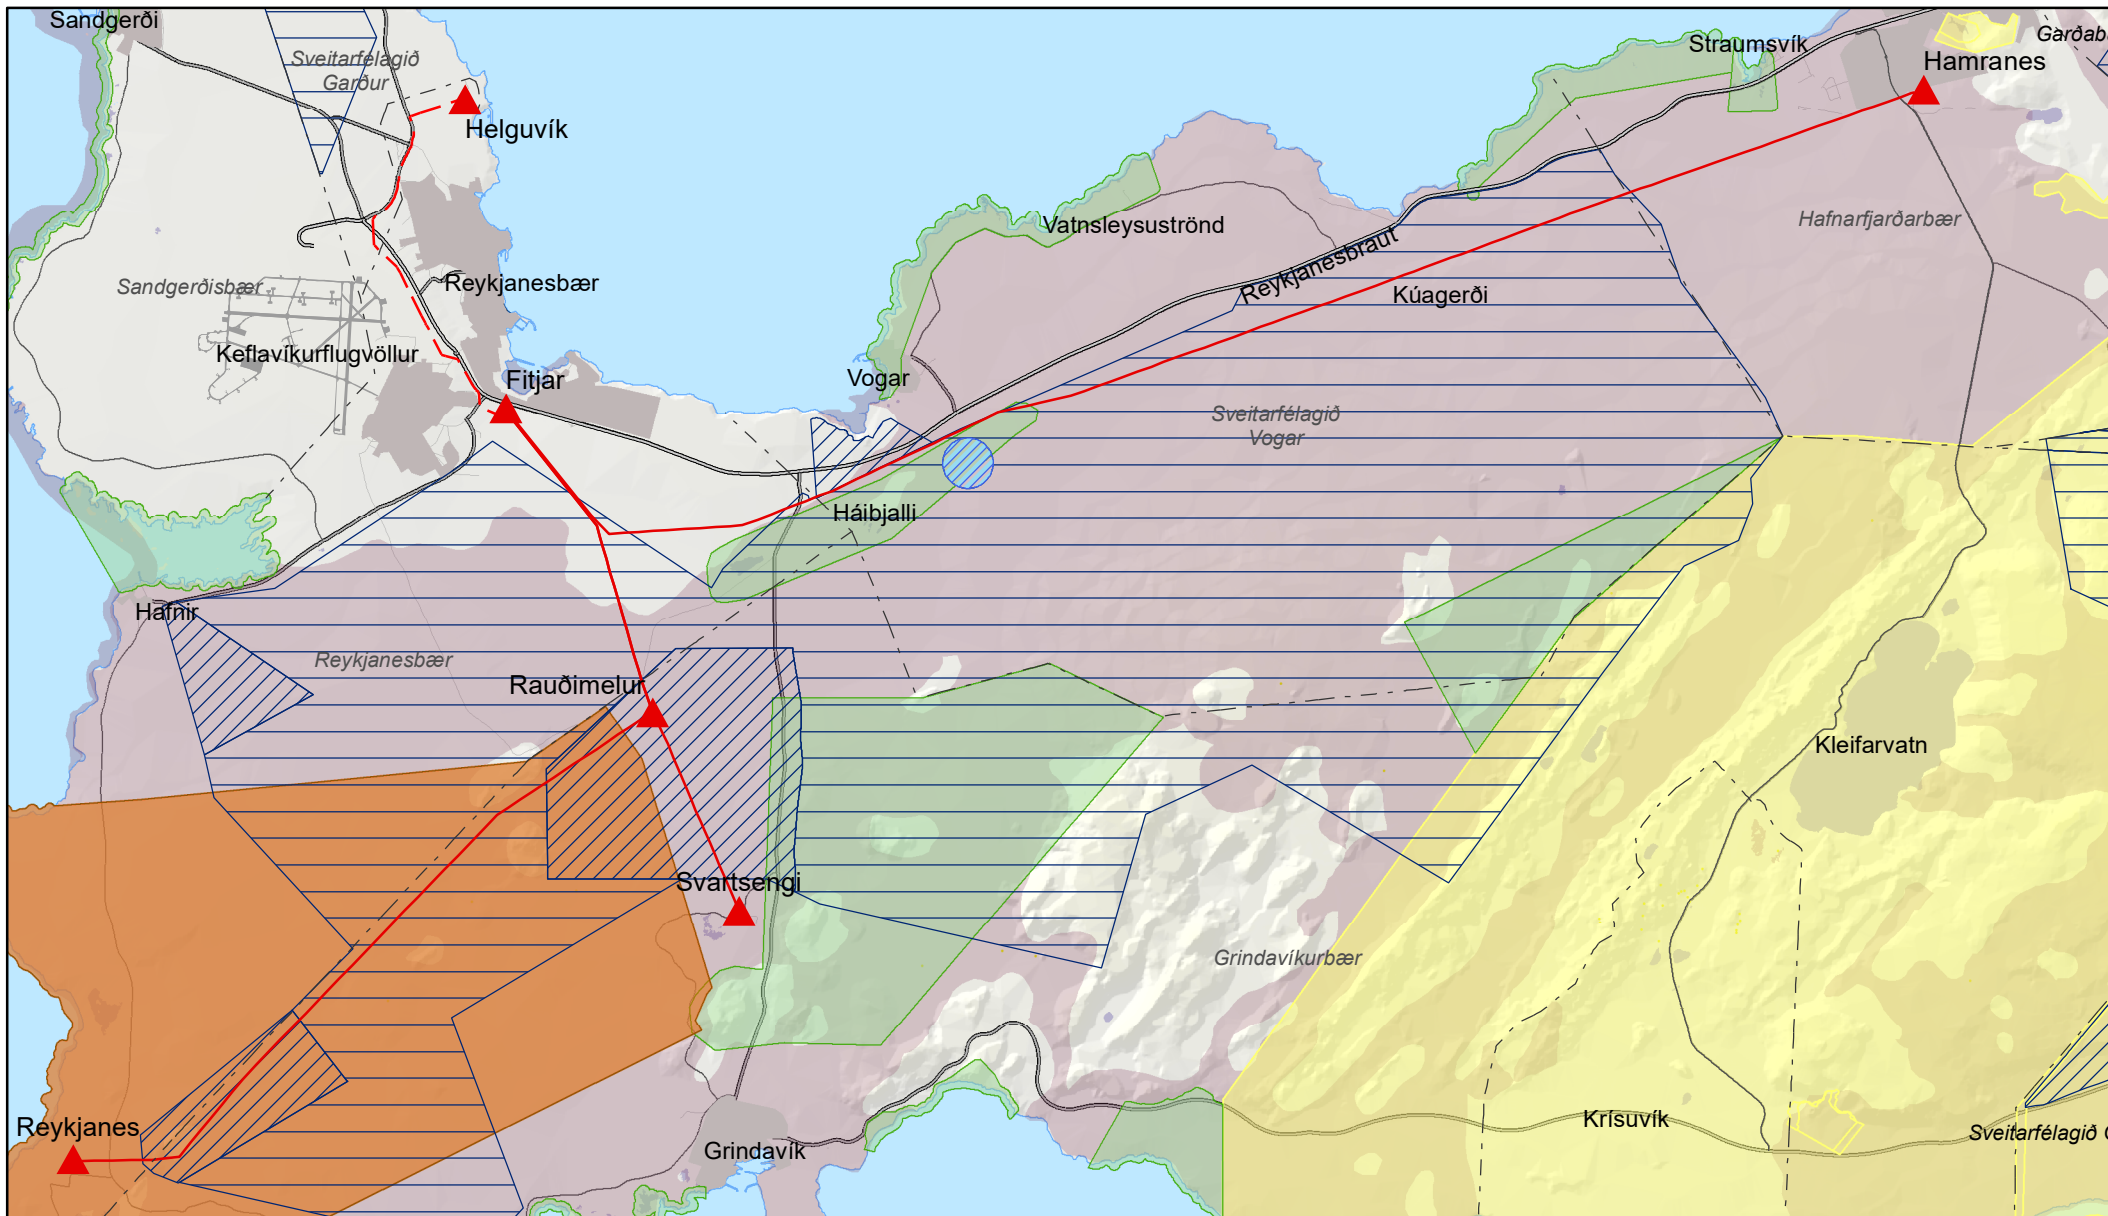 Sandgerði
Sveitarfélagið
Garður
Helguvík
Straumsvík
Garðab
Hamranes
Vatnsleysuströnd
Hafnarfjarðarbær
Reykjanesbraut
Sandgerðisbær
Reykjanesbær
Kúagerði
Keflavíkurflugvöllur
Fitjar
Vogar
Sveitarfélagið
Vogar
Háibjalli
Hafnir
Reykjanesbær
Rauðimelur
Kleifarvatn
Svartsengi
Grindavíkurbær
Reykjanes
Grindavík
Krísuvík
Sveitarfélagið